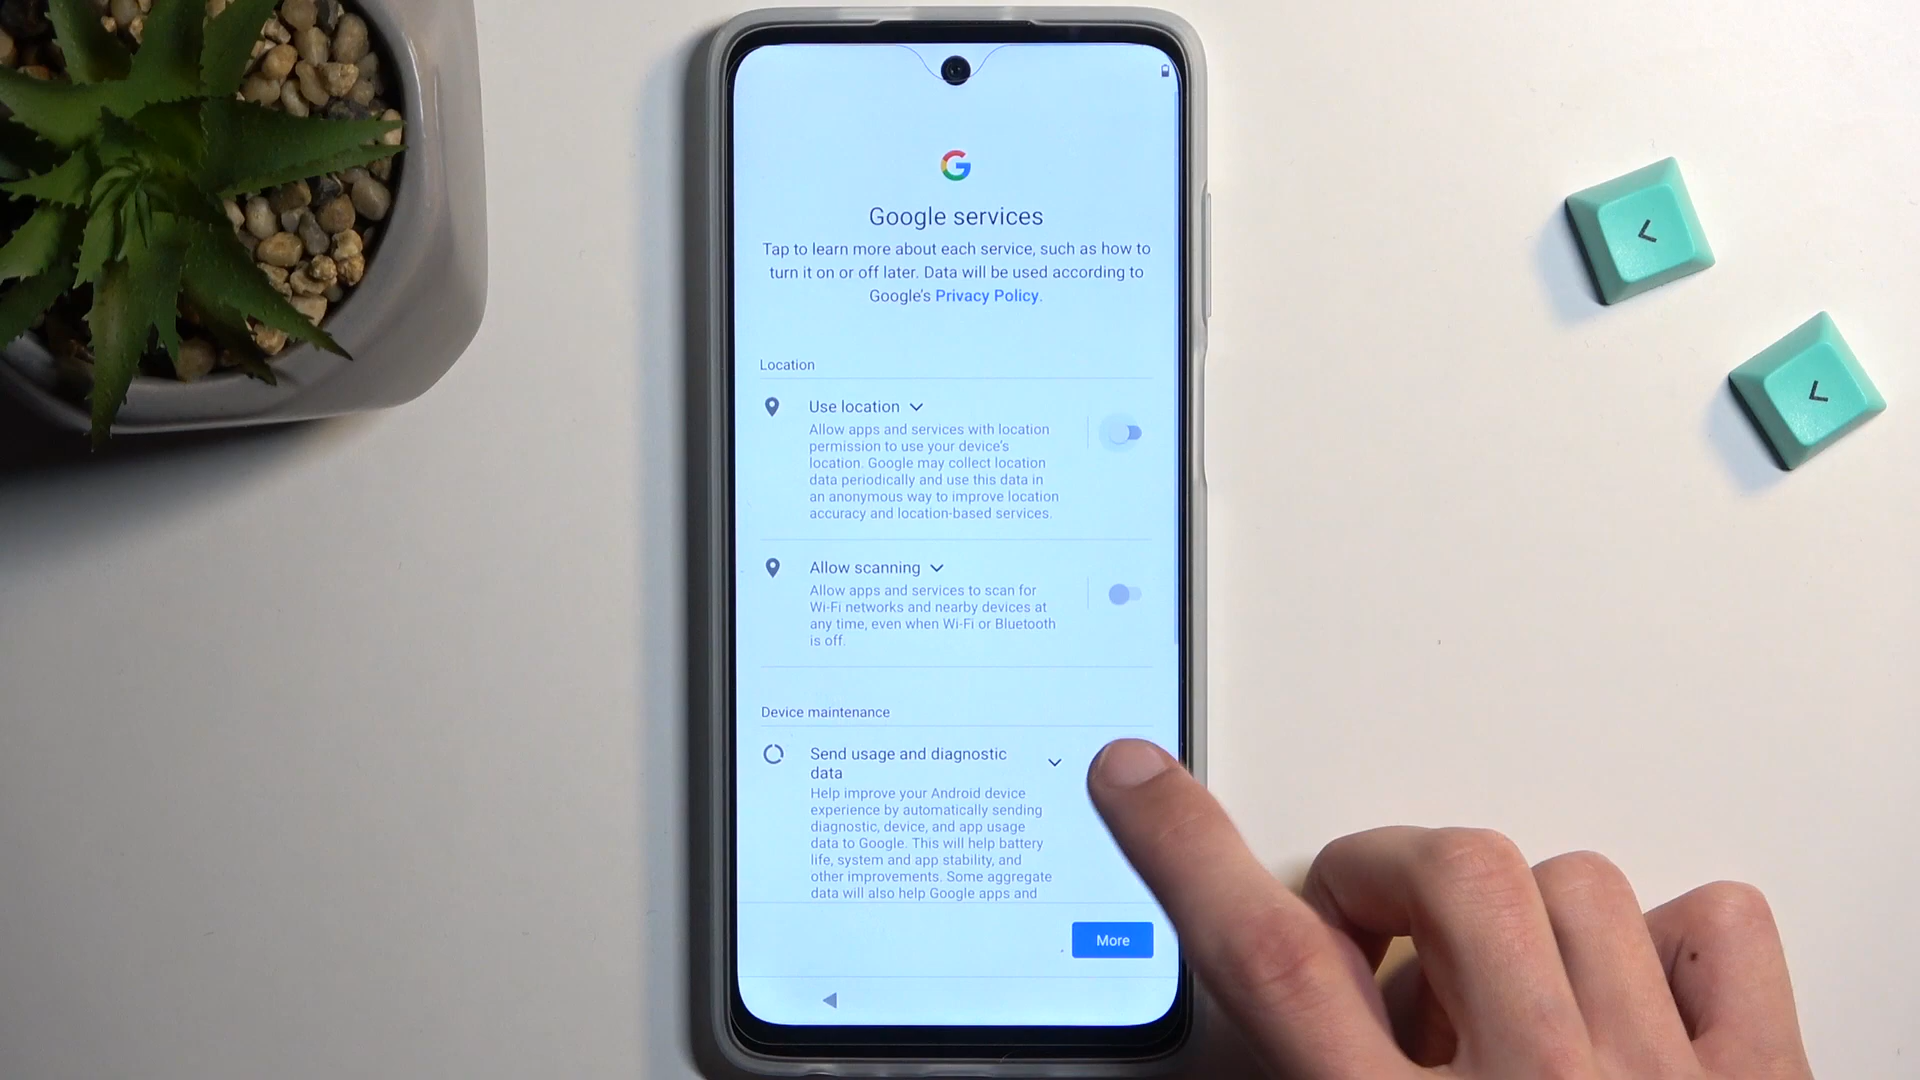 Google services
Tap to learn more about each service, such as how to
turn it on or off later. Data will be used according to
Google's Privacy Policy.
Location
Use location
Allow apps and services with location
permission to use your device's
location. Google may collect location
data periodically and use this data in
an anonymous way to improve location
accuracy and location-based services.
Allow scanning
Allow apps and services to scan for
Wi-Fi networks and nearby devices at
any time, even when Wi-Fi or Bluetooth
is off.
Device maintenance
Send usage and diagnostic
data
Help improve your Android device
experience by automatically sending
diagnostic, device, and app usage
data to Google. This will help battery
life, system and app stability, and
other improvements. Some aggregate
data will also help Google apps and
More
<
<